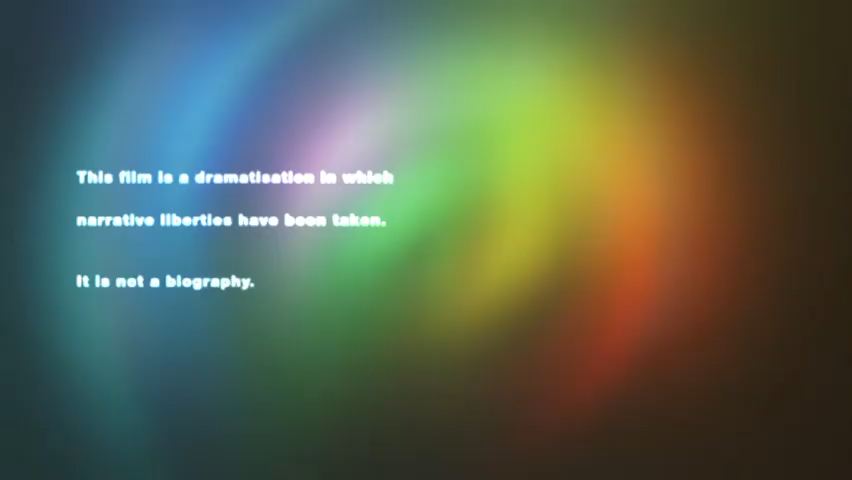 This film is a dramatisation in which
narrative liberties have been taken.
It is not a biography.